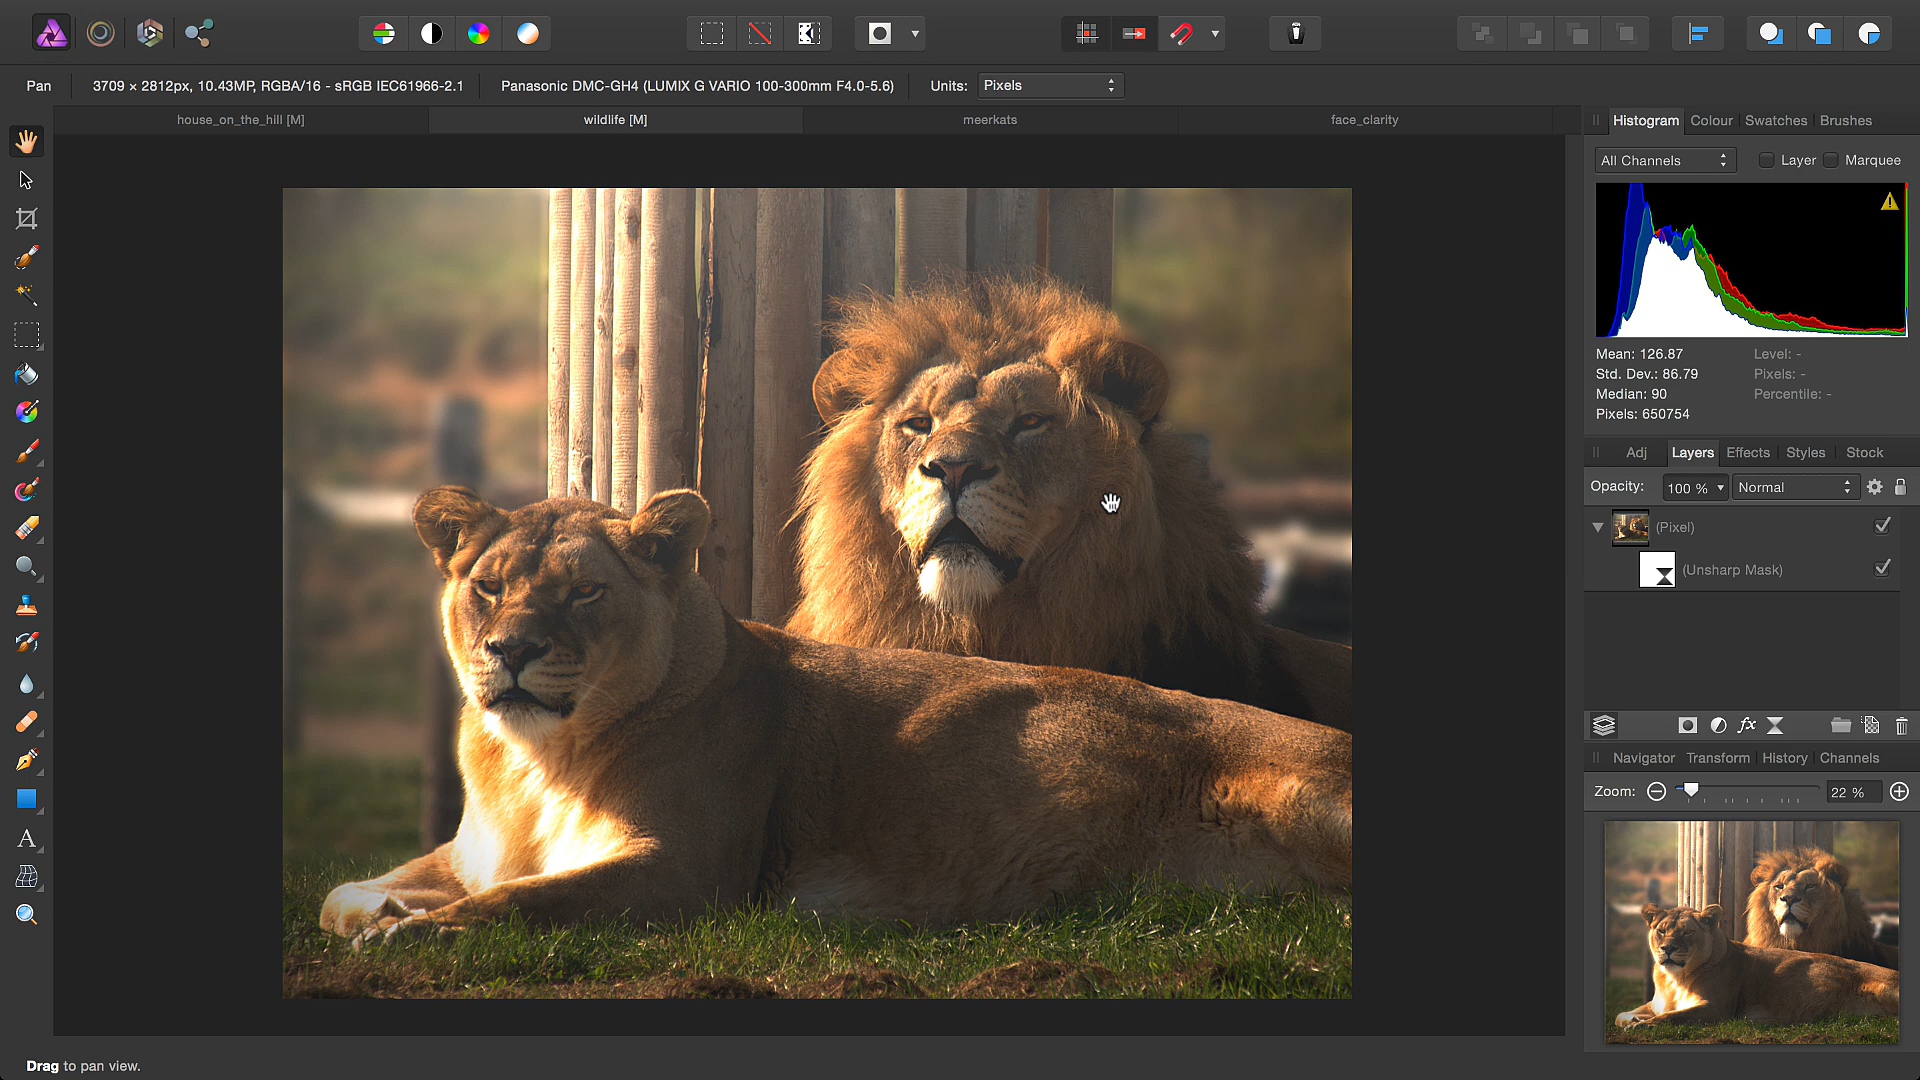 Pan
3709 × 2812px, 10.43MP, RGBA/16 - sRGB IEC61966-2.1
Panasonic DMC-GH4 (LUMIX G VARIO 100-300mm F4.0-5.6)
Units: Pixels
house_on_the_hill [M]
wildlife [M]
meerkats
face_clarity
Histogram Colour Swatches Brushes
All Channels
Layer
Marquee
Mean: 126.87
Level: -
Std. Dev.: 86.79
Pixels: -
Median: 90
Percentile: -
Pixels: 650754
Adj Layers Effects Styles Stock
Opacity: 100 % Normal
(Pixel)
(Unsharp Mask)
fx
Navigator Transform History Channels
Zoom: 22 %
A
Drag to pan view.